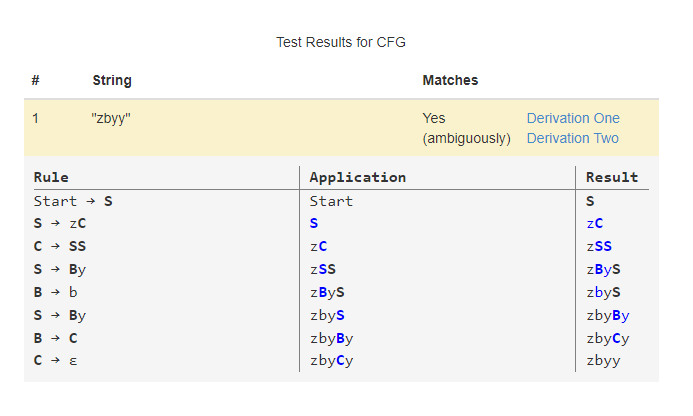 Test Results for CFG
# String Matches
1 "zbyy" Yes Derivation One
(ambiguously) Derivation Two
Rule Application Result
Start → S Start S
S → zC S zC
C → SS zC zSS
S → By zSS zByS
B → b zByS zbyS
S → By zbyS zbyBy
B → C zbyBy zbyCy
C → ε zbyCy zbyy